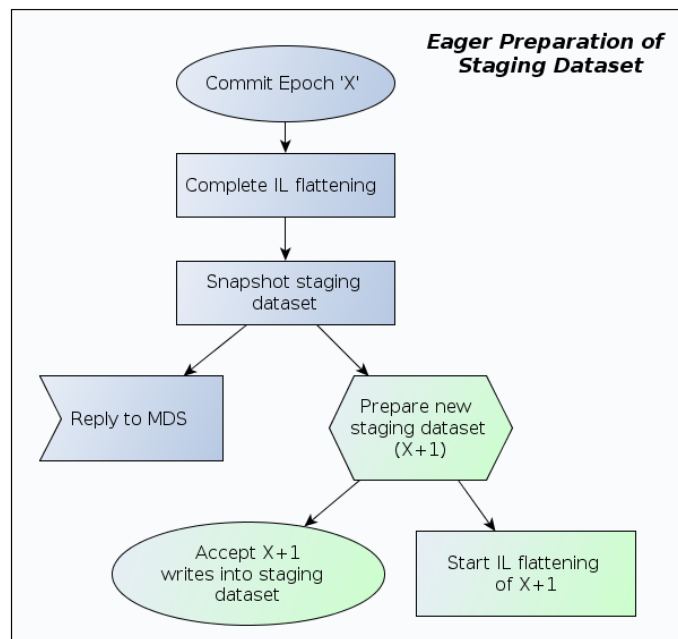 Eager Preparation of
Staging Dataset
Commit Epoch 'X'
Complete IL flattening
Snapshot staging
dataset
Reply to MDS
Prepare new
staging dataset
(X+1)
Accept X+1
writes into staging
dataset
Start IL flattening
of X+1